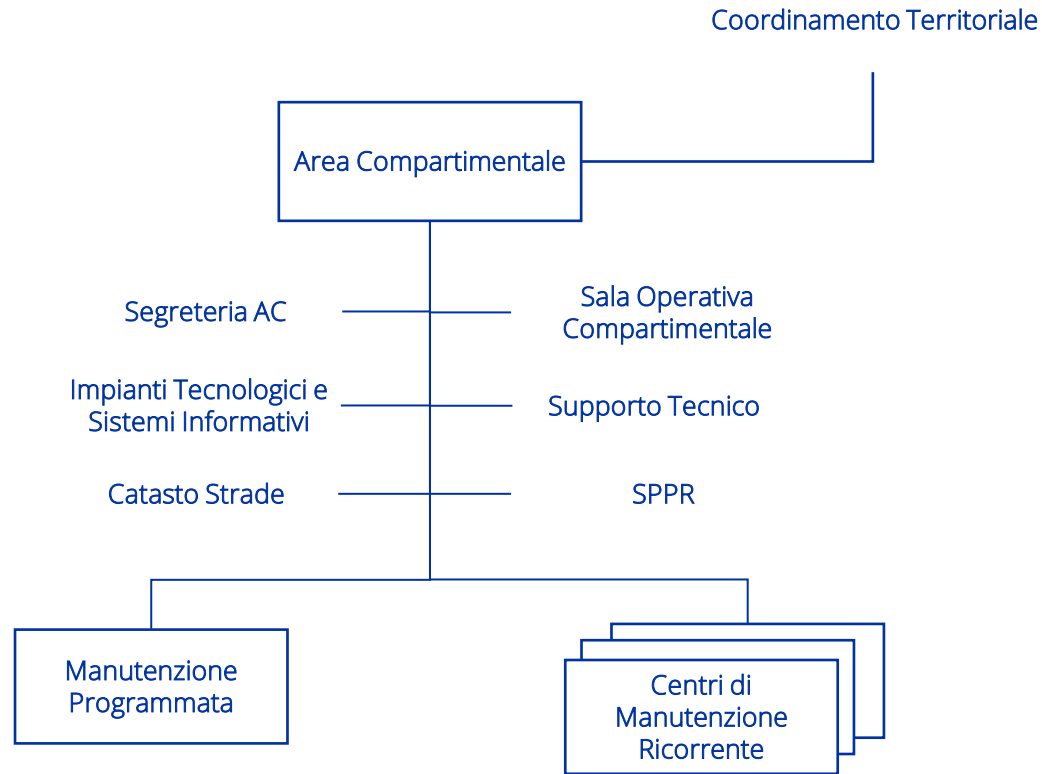 Coordinamento Territoriale
Area Compartimentale
Segreteria AC
Sala Operativa
Compartimentale
Impianti Tecnologici e
Sistemi Informativi
Supporto Tecnico
Catasto Strade
SPPR
Manutenzione
Programmata
Centri di
Manutenzione
Ricorrente